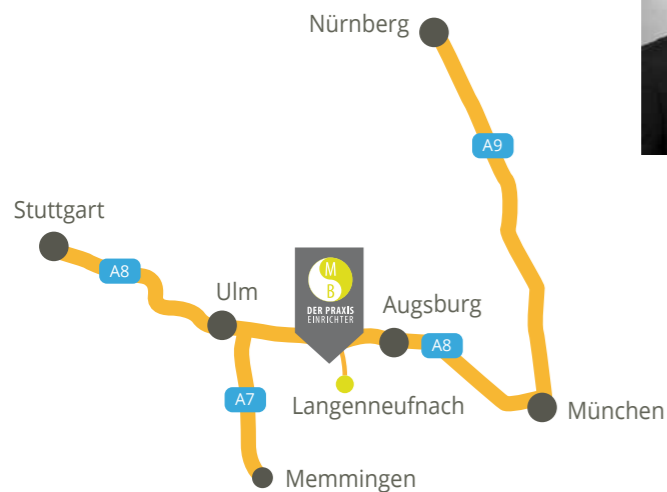 Nürnberg
A9
Stuttgart
A8
Ulm
M
B
DER PRAXIS
EINRICHTER
Augsburg
A8
A7
Langenneufnach
München
Memmingen